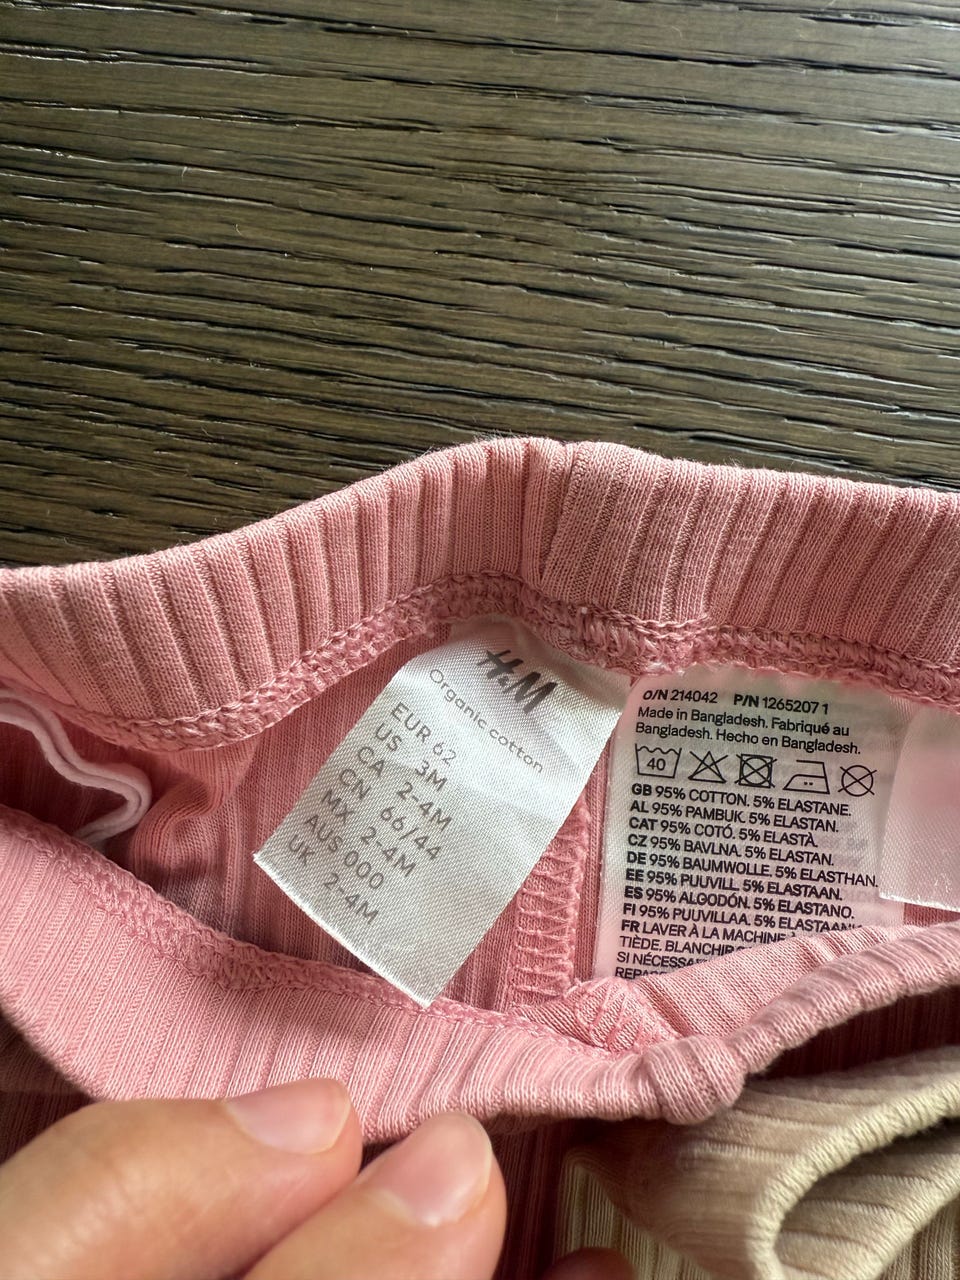 H&M
Organic cotton
EUR 62
US 3M
CA 2-4M
CN 66/44
MX 2-4M
AUS 000
UK 2-4M
O/N 214042 P/N 1265207 1
Made in Bangladesh. Fabriqué au
Bangladesh. Hecho en Bangladesh.
40
GB 95% COTTON. 5% ELASTANE.
AL 95% PAMBUK. 5% ELASTAN.
CAT 95% COTÓ. 5% ELASTÀ.
CZ 95% BAVLNA. 5% ELASTAN.
DE 95% BAUMWOLLE. 5% ELASTHAN.
EE 95% PUUVILL. 5% ELASTAAN.
ES 95% ALGODÓN. 5% ELASTANO.
FI 95% PUUVILLAA. 5% ELASTAANI
FR LAVER À LA MACHINE
TIÈDE. BLANCHIR
SI